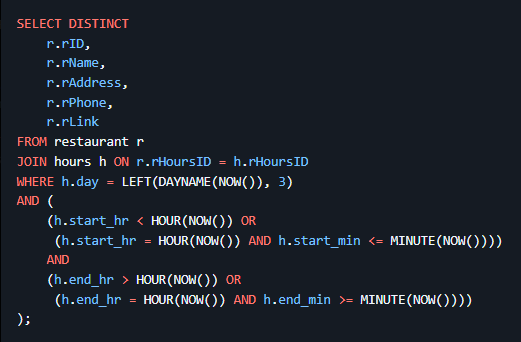 SELECT DISTINCT
    r.rID,
    r.rName,
    r.rAddress,
    r.rPhone,
    r.rLink
FROM restaurant r
JOIN hours h ON r.rHoursID = h.rHoursID
WHERE h.day = LEFT(DAYNAME(NOW()), 3)
AND (
    (h.start_hr < HOUR(NOW()) OR
     (h.start_hr = HOUR(NOW()) AND h.start_min <= MINUTE(NOW())))
    AND
    (h.end_hr > HOUR(NOW()) OR
     (h.end_hr = HOUR(NOW()) AND h.end_min >= MINUTE(NOW())))
);